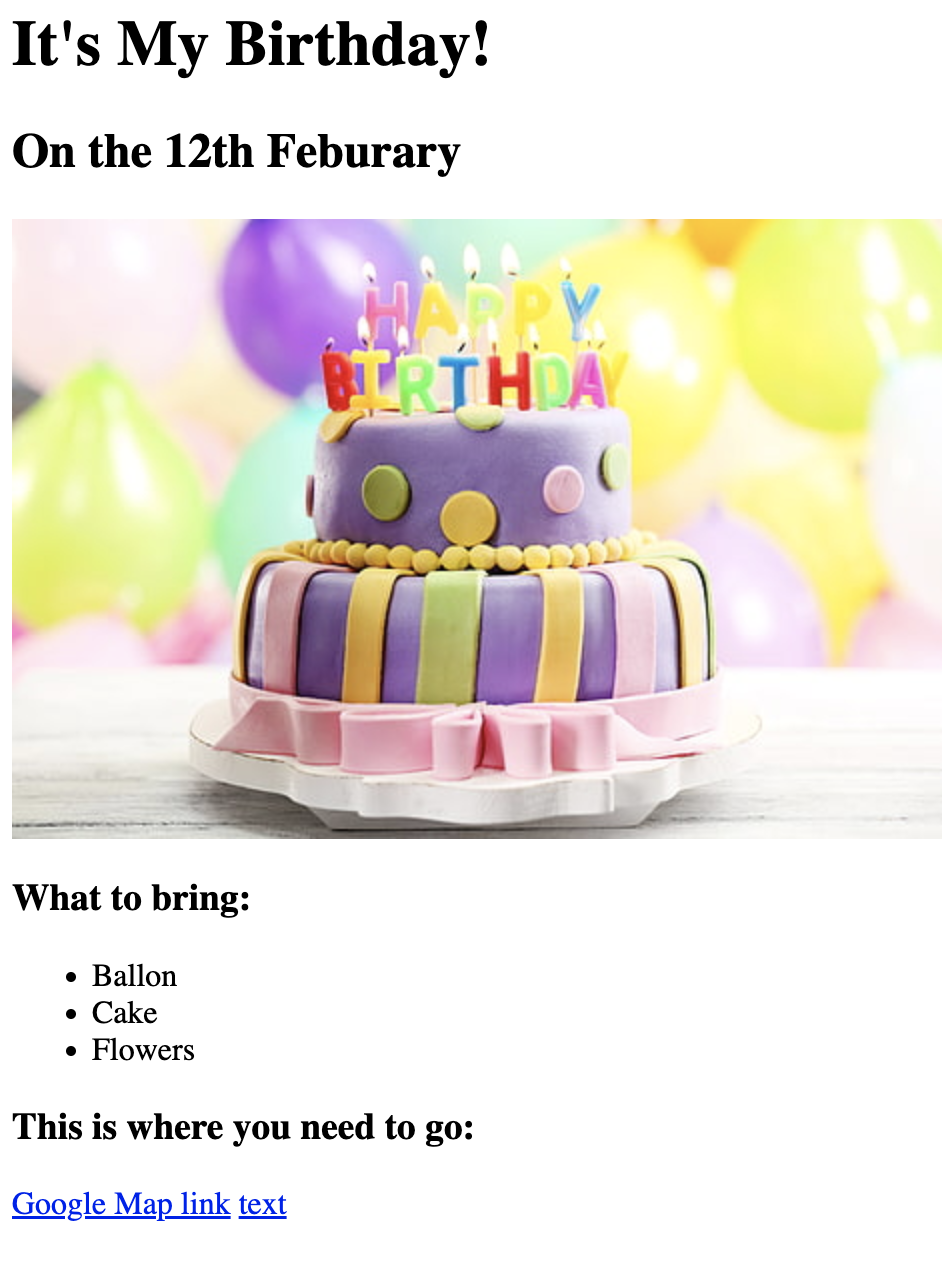 It's My Birthday!
On the 12th Feburary
HAPPY
BIRTHDAY
What to bring:
Ballon
Cake
Flowers
This is where you need to go:
Google Map link text